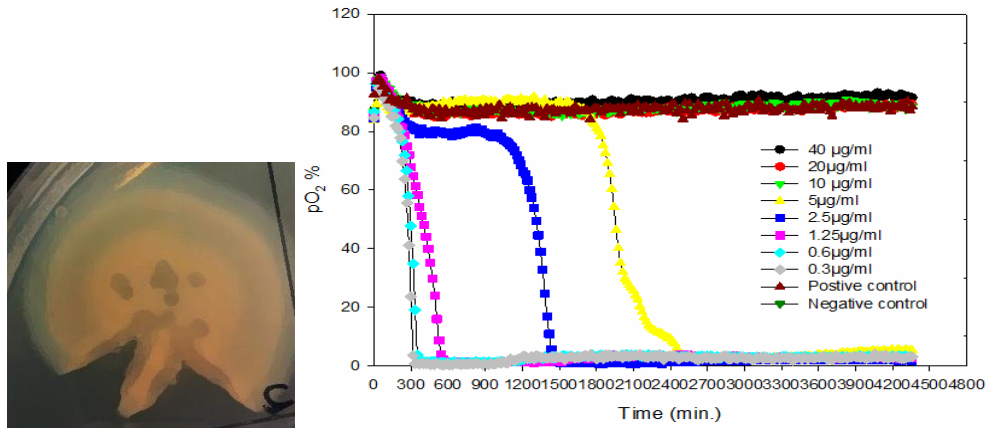 120
100
80
60
40
20
0
pO₂ %
40 µg/ml
20µg/ml
10 µg/ml
5µg/ml
2.5µg/ml
1.25µg/ml
0.6µg/ml
0.3µg/ml
Postive control
Negative control
0 300 600 900 1200 1500 1800 2100 2400 2700 3000 3300 3600 3900 4200 4500 4800
Time (min.)